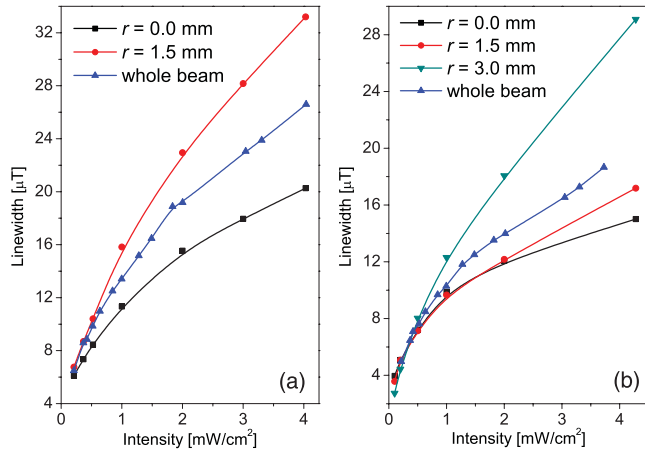 32
28
24
20
16
12
8
4
Linewidth [μT]
r = 0.0 mm
r = 1.5 mm
whole beam
(a)
0 1 2 3 4
Intensity [mW/cm²]
28
24
20
16
12
8
4
Linewidth [μT]
r = 0.0 mm
r = 1.5 mm
r = 3.0 mm
whole beam
(b)
0 1 2 3 4
Intensity [mW/cm²]